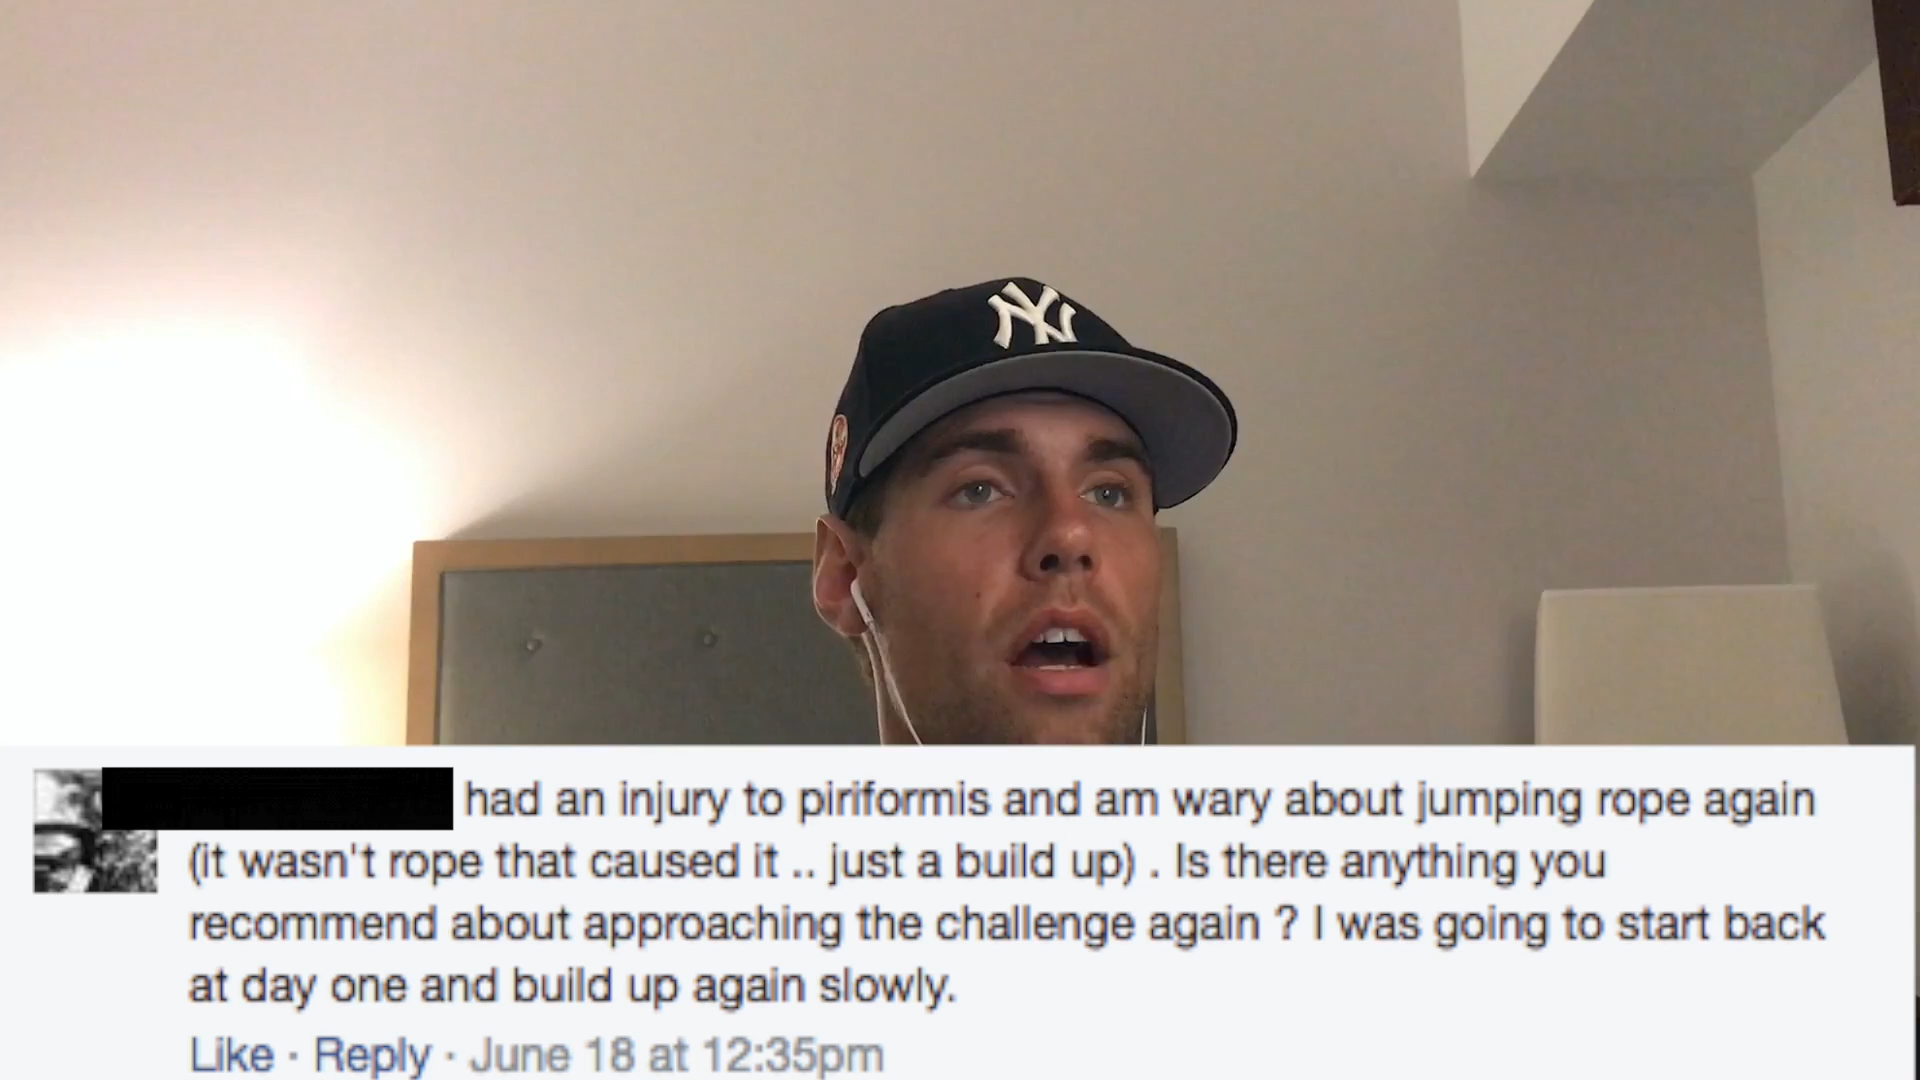 NY
had an injury to piriformis and am wary about jumping rope again
(it wasn't rope that caused it .. just a build up) . Is there anything you
recommend about approaching the challenge again ? I was going to start back
at day one and build up again slowly.
Like · Reply · June 18 at 12:35pm